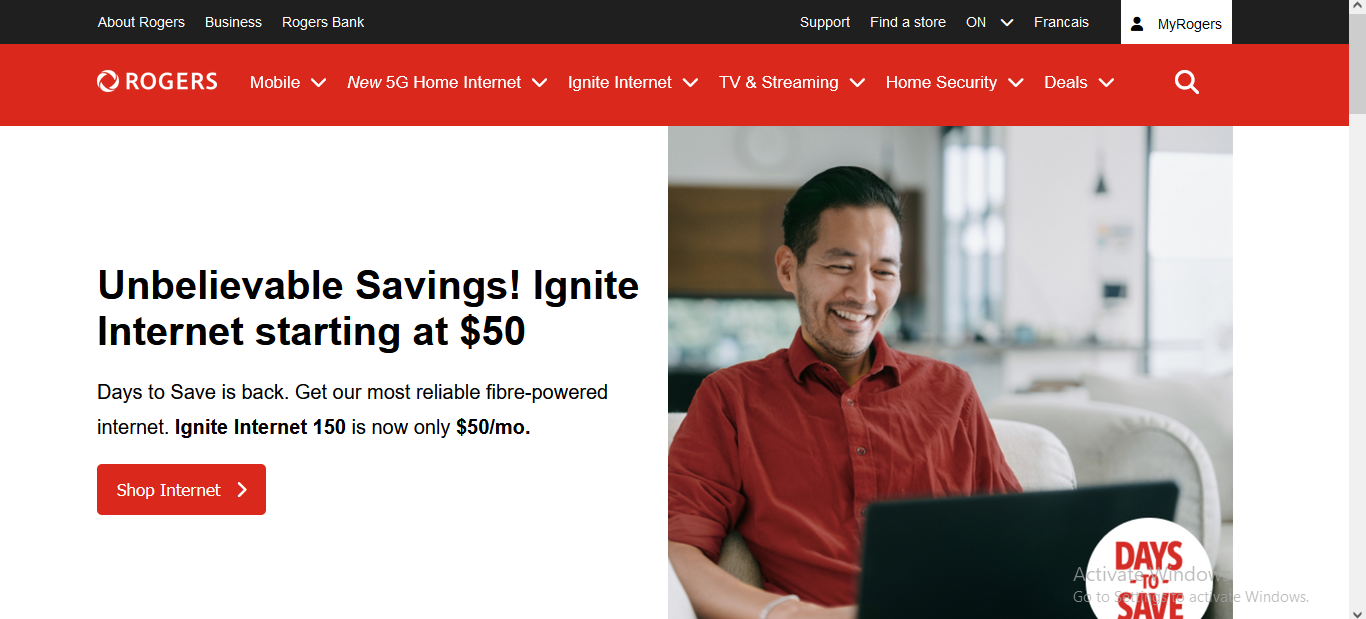 About Rogers Business Rogers Bank Support Find a store ON Francais MyRogers
ROGERS Mobile New 5G Home Internet Ignite Internet TV & Streaming Home Security Deals
Unbelievable Savings! Ignite
Internet starting at $50
Days to Save is back. Get our most reliable fibre-powered
internet. Ignite Internet 150 is now only $50/mo.
Shop Internet
DAYS
- TO -
SAVE
Activate Windows
Go to Settings to activate Windows.